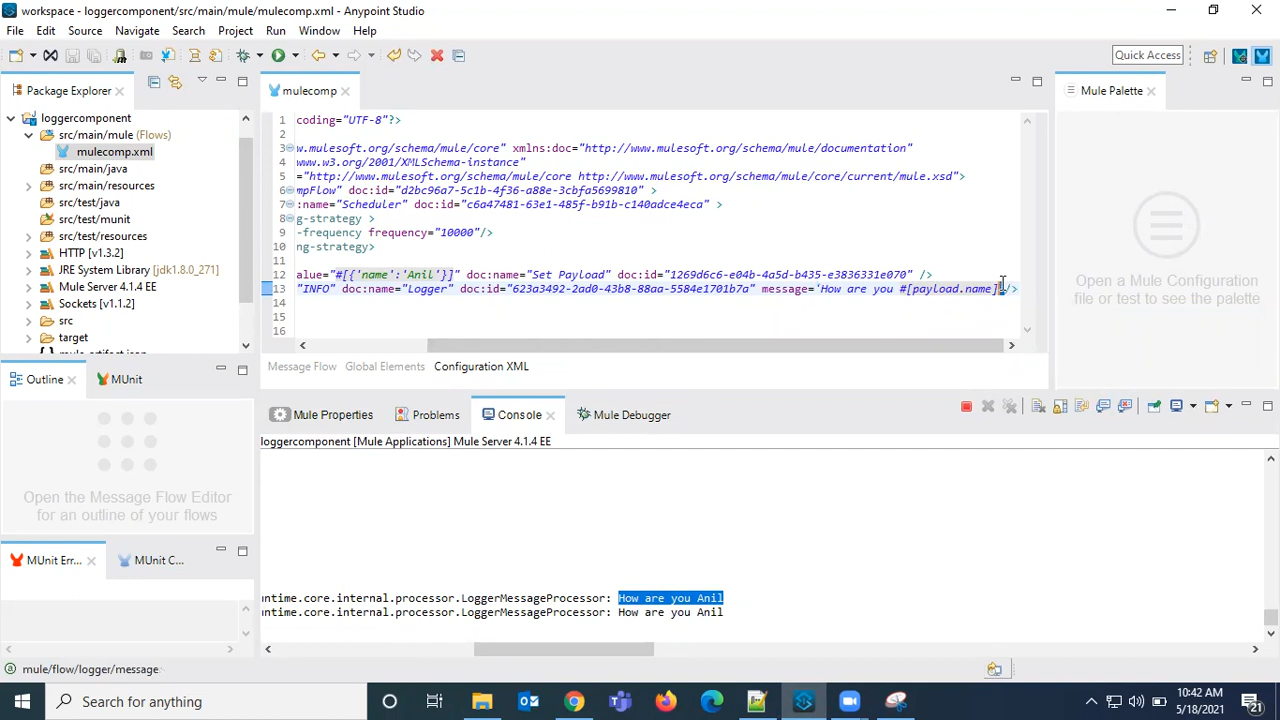 workspace - loggercomponent/src/main/mule/mulecomp.xml - Anypoint Studio
File Edit Source Navigate Search Project Run Window Help
Quick Access
Package Explorer
loggercomponent
src/main/mule (Flows)
mulecomp.xml
src/main/java
src/main/resources
src/test/java
src/test/munit
src/test/resources
HTTP [v1.3.2]
JRE System Library [jdk1.8.0_271]
Mule Server 4.1.4 EE
Sockets [v1.1.2]
src
target
mule-artifact.json
mulecomp
1 coding="UTF-8"?>
2
3 w.mulesoft.org/schema/mule/core" xmlns:doc="http://www.mulesoft.org/schema/mule/documentation"
4 www.w3.org/2001/XMLSchema-instance"
5 ="http://www.mulesoft.org/schema/mule/core http://www.mulesoft.org/schema/mule/core/current/mule.xsd">
6 mpFlow" doc:id="d2bc96a7-5c1b-4f36-a88e-3cbfa5699810" >
7 :name="Scheduler" doc:id="c6a47481-63e1-485f-b91b-c140adce4eca" >
8 g-strategy >
9 -frequency frequency="10000"/>
10 ng-strategy>
11
12 alue="#[{'name':'Anil'}]" doc:name="Set Payload" doc:id="1269d6c6-e04b-4a5d-b435-e3836331e070" />
13 "INFO" doc:name="Logger" doc:id="623a3492-2ad0-43b8-88aa-5584e1701b7a" message='How are you #[payload.name] />
14
15
16
Message Flow Global Elements Configuration XML
Mule Palette
Open a Mule Configuration
file or test to see the palette
Outline MUnit
Open the Message Flow Editor
for an outline of your flows
MUnit Err... MUnit C...
Mule Properties Problems Console Mule Debugger
loggercomponent [Mule Applications] Mule Server 4.1.4 EE
untime.core.internal.processor.LoggerMessageProcessor: How are you Anil
untime.core.internal.processor.LoggerMessageProcessor: How are you Anil
mule/flow/logger/message
Search for anything
10:42 AM
5/18/2021
21